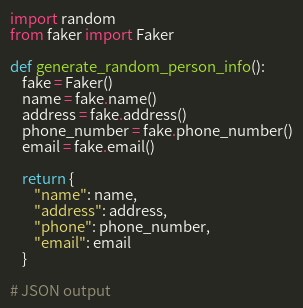 import random
from faker import Faker

def generate_random_person_info():
    fake = Faker()
    name = fake.name()
    address = fake.address()
    phone_number = fake.phone_number()
    email = fake.email()

    return {
        "name": name,
        "address": address,
        "phone": phone_number,
        "email": email
    }

# JSON output